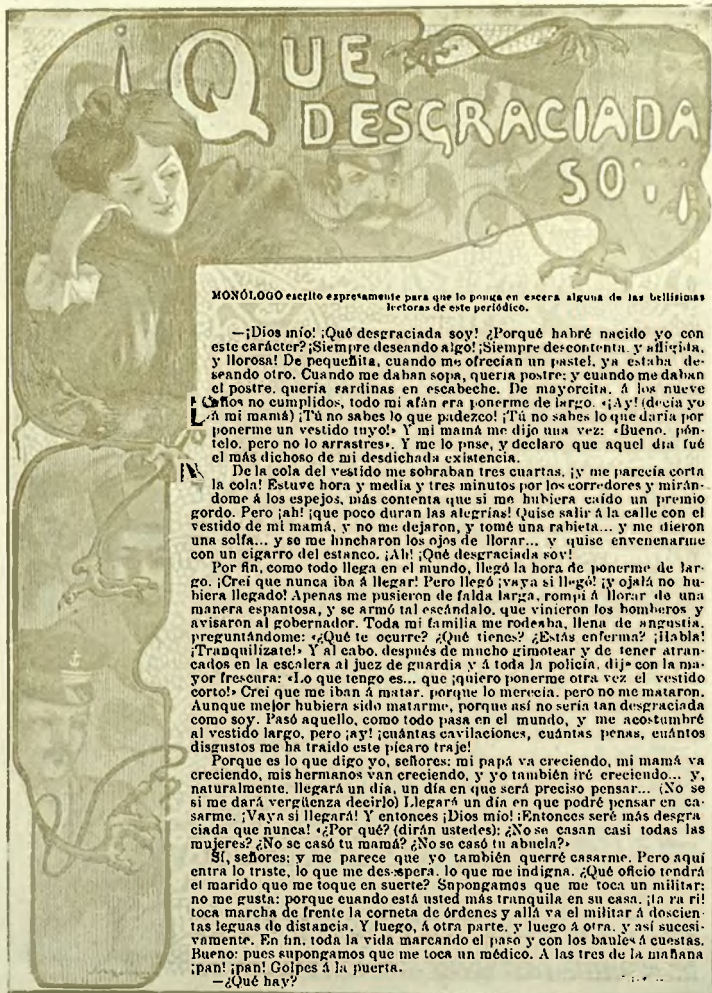 ¡QUE
DESGRACIADA
SOY!
MONÓLOGO escrito expresamente para que lo ponga en escena alguna de las bellísimas
lectoras de este periódico.
—¡Dios mío! ¡Qué desgraciada soy! ¿Porqué habré nacido yo con
este carácter? ¡Siempre deseando algo! ¡Siempre descontenta, y afligida,
y llorosa! De pequeñita, cuando me ofrecían un pastel, ya estaba de-
seando otro. Cuando me daban sopa, quería postre; y cuando me daban
el postre, quería sardinas en escabeche. De mayorcita, á los nueve
años no cumplidos, todo mi afán era ponerme de largo. «¡Ay! (decía yo
á mi mamá) ¡Tú no sabes lo que padezco! ¡Tú no sabes lo que daría por
ponerme un vestido tuyo!» Y mi mamá me dijo una vez: «Bueno, pón-
telo, pero no lo arrastres». Y me lo puse, y declaro que aquel día fué
el más dichoso de mi desdichada existencia.
De la cola del vestido me sobraban tres cuartas, ¡y me parecía corta
la cola! Estuve hora y media y tres minutos por los corredores y mirán-
dome á los espejos, más contenta que si me hubiera caído un premio
gordo. Pero ¡ah! ¡que poco duran las alegrías! Quise salir á la calle con el
vestido de mi mamá, y no me dejaron, y tomé una rabieta... y me dieron
una solfa... y se me hincharon los ojos de llorar... y quise envenenarme
con un cigarro del estanco. ¡Ah! ¡Qué desgraciada soy!
Por fin, como todo llega en el mundo, llegó la hora de ponerme de lar-
go. ¡Creí que nunca iba á llegar! Pero llegó ¡vaya si llegó! ¡y ojalá no hu-
biera llegado! Apenas me pusieron de falda larga, rompí á llorar de una
manera espantosa, y se armó tal escándalo, que vinieron los bomberos y
avisaron al gobernador. Toda mi familia me rodeaba, llena de angustia,
preguntándome: «¿Qué te ocurre? ¿Qué tienes? ¿Estás enferma? ¡Habla!
¡Tranquilízate!» Y al cabo, después de mucho gimotear y de tener atran-
cados en la escalera al juez de guardia y á toda la policía, dije con la ma-
yor frescura: «Lo que tengo es... que ¡quiero ponerme otra vez el vestido
corto!» Creí que me iban á matar, porque lo merecía, pero no me mataron.
Aunque mejor hubiera sido matarme, porque así no sería tan desgraciada
como soy. Pasó aquello, como todo pasa en el mundo, y me acostumbré
al vestido largo, pero ¡ay! ¡cuántas cavilaciones, cuántas penas, cuántos
disgustos me ha traído este pícaro traje!
Porque es lo que digo yo, señores: mi papá va creciendo, mi mamá va
creciendo, mis hermanos van creciendo, y yo también iré creciendo... y,
naturalmente, llegará un día, un día en que será preciso pensar... (No se
si me dará vergüenza decirlo) Llegará un día en que podré pensar en ca-
sarme. ¡Vaya si llegará! Y entonces ¡Dios mío! ¡Entonces seré más desgra
ciada que nunca! «¿Por qué? (dirán ustedes): ¿No se casan casi todas las
mujeres? ¿No se casó tu mamá? ¿No se casó tu abuela?»
Sí, señores; y me parece que yo también querré casarme. Pero aquí
entra lo triste, lo que me desespera, lo que me indigna. ¿Qué oficio tendrá
el marido que me toque en suerte? Supongamos que me toca un militar:
no me gusta; porque cuando está usted más tranquila en su casa, ¡ta ra ri!
toca marcha de frente la corneta de órdenes y allá va el militar á doscien-
tas leguas de distancia. Y luego, á otra parte, y luego á otra, y así sucesi-
vamente. En fin, toda la vida marcando el paso y con los baules á cuestas.
Bueno: pues supongamos que me toca un médico. A las tres de la mañana
¡pan! ¡pan! Golpes á la puerta.
—¿Qué hay?